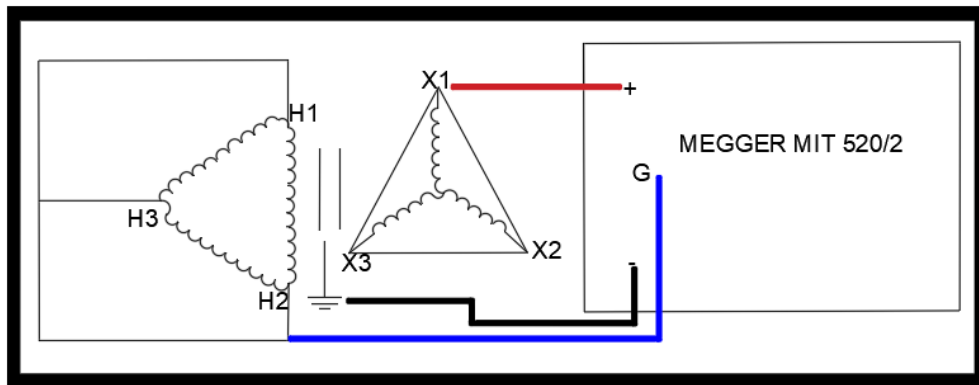 X1
+
H1
MEGGER MIT 520/2
G
H3
X3
X2
-
H2